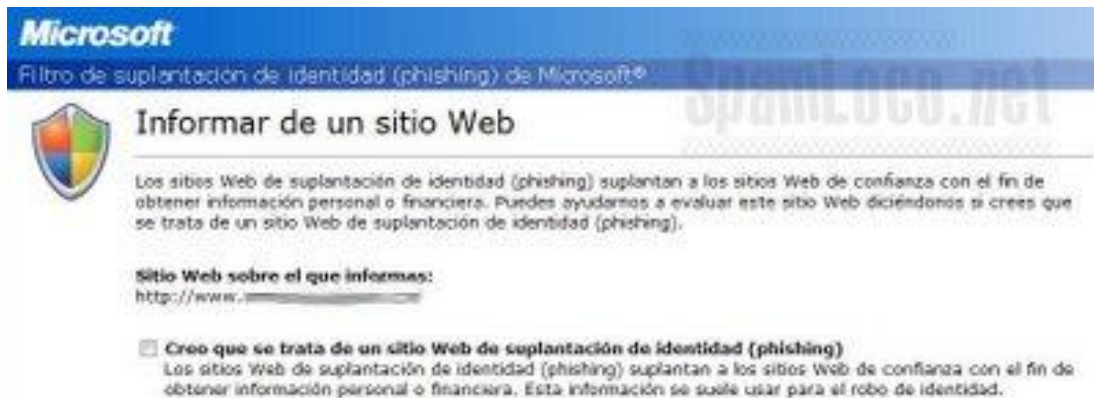 Microsoft
Filtro de suplantación de identidad (phishing) de Microsoft®
SpamLoco.net
Informar de un sitio Web
Los sitios Web de suplantación de identidad (phishing) suplantan a los sitios Web de confianza con el fin de
obtener información personal o financiera. Puedes ayudarnos a evaluar este sitio Web diciéndonos si crees que
se trata de un sitio Web de suplantación de identidad (phishing).
Sitio Web sobre el que informas:
http://www.
Creo que se trata de un sitio Web de suplantación de identidad (phishing)
Los sitios Web de suplantación de identidad (phishing) suplantan a los sitios Web de confianza con el fin de
obtener información personal o financiera. Esta información se suele usar para el robo de identidad.